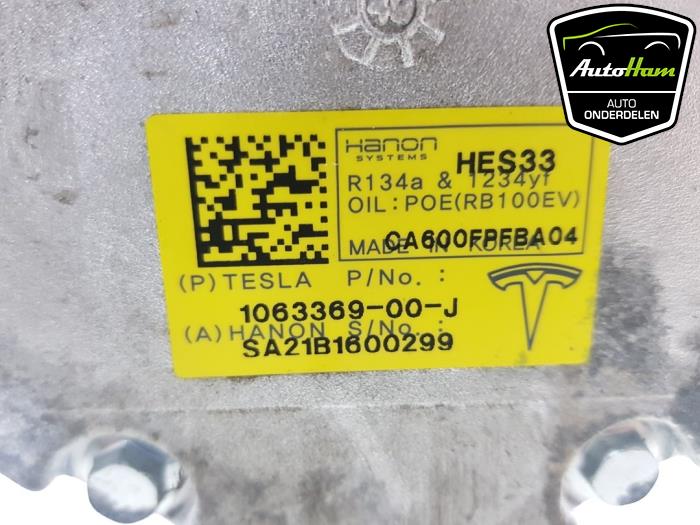 AutoHam
AUTO
ONDERDELEN
Hanon
SYSTEMS
HES33
R134a & 1234yf
OIL: POE(RB100EV)
CA600FPFBA04
MADE IN KOREA
(P) TESLA P/No. :
1063369-00-J
(A) HANON S/No. :
SA21B1600299